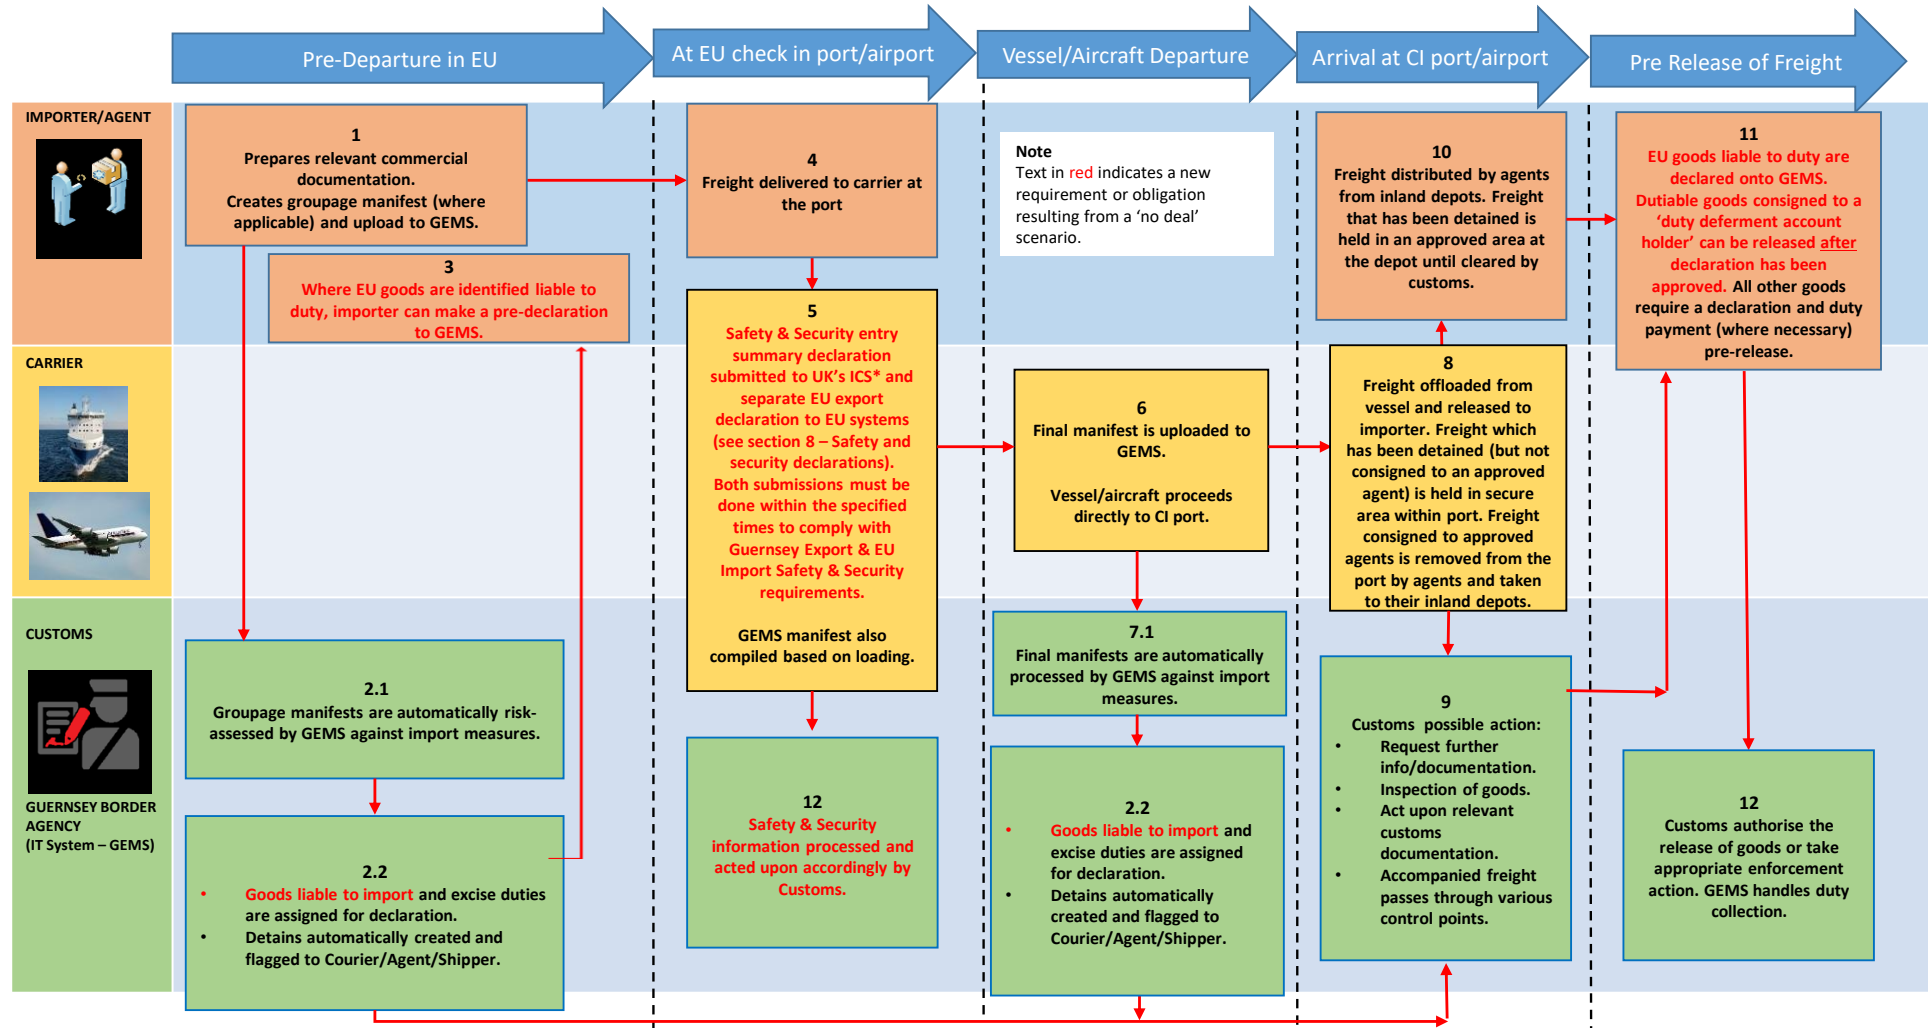 Pre-Departure in EU
At EU check in port/airport
Vessel/Aircraft Departure
Arrival at CI port/airport
Pre Release of Freight
IMPORTER/AGENT
1
Prepares relevant commercial
documentation.
Creates groupage manifest (where
applicable) and upload to GEMS.
3
Where EU goods are identified liable to
duty, importer can make a pre-declaration
to GEMS.
4
Freight delivered to carrier at
the port
Note
Text in red indicates a new
requirement or obligation
resulting from a ‘no deal’
scenario.
10
Freight distributed by agents
from inland depots. Freight
that has been detained is
held in an approved area at
the depot until cleared by
customs.
11
EU goods liable to duty are
declared onto GEMS.
Dutiable goods consigned to a
‘duty deferment account
holder’ can be released after
declaration has been
approved. All other goods
require a declaration and duty
payment (where necessary)
pre-release.
CARRIER
5
Safety & Security entry
summary declaration
submitted to UK’s ICS* and
separate EU export
declaration to EU systems
(see section 8 – Safety and
security declarations).
Both submissions must be
done within the specified
times to comply with
Guernsey Export & EU
Import Safety & Security
requirements.
GEMS manifest also
compiled based on loading.
6
Final manifest is uploaded to
GEMS.
Vessel/aircraft proceeds
directly to CI port.
8
Freight offloaded from
vessel and released to
importer. Freight which
has been detained (but not
consigned to an approved
agent) is held in secure
area within port. Freight
consigned to approved
agents is removed from the
port by agents and taken
to their inland depots.
CUSTOMS
GUERNSEY BORDER
AGENCY
(IT System – GEMS)
2.1
Groupage manifests are automatically risk-
assessed by GEMS against import measures.
2.2
• Goods liable to import and excise duties
are assigned for declaration.
• Detains automatically created and
flagged to Courier/Agent/Shipper.
12
Safety & Security
information processed and
acted upon accordingly by
Customs.
7.1
Final manifests are automatically
processed by GEMS against import
measures.
2.2
• Goods liable to import and
excise duties are assigned
for declaration.
• Detains automatically
created and flagged to
Courier/Agent/Shipper.
9
Customs possible action:
• Request further
info/documentation.
• Inspection of goods.
• Act upon relevant
customs
documentation.
• Accompanied freight
passes through various
control points.
12
Customs authorise the
release of goods or take
appropriate enforcement
action. GEMS handles duty
collection.